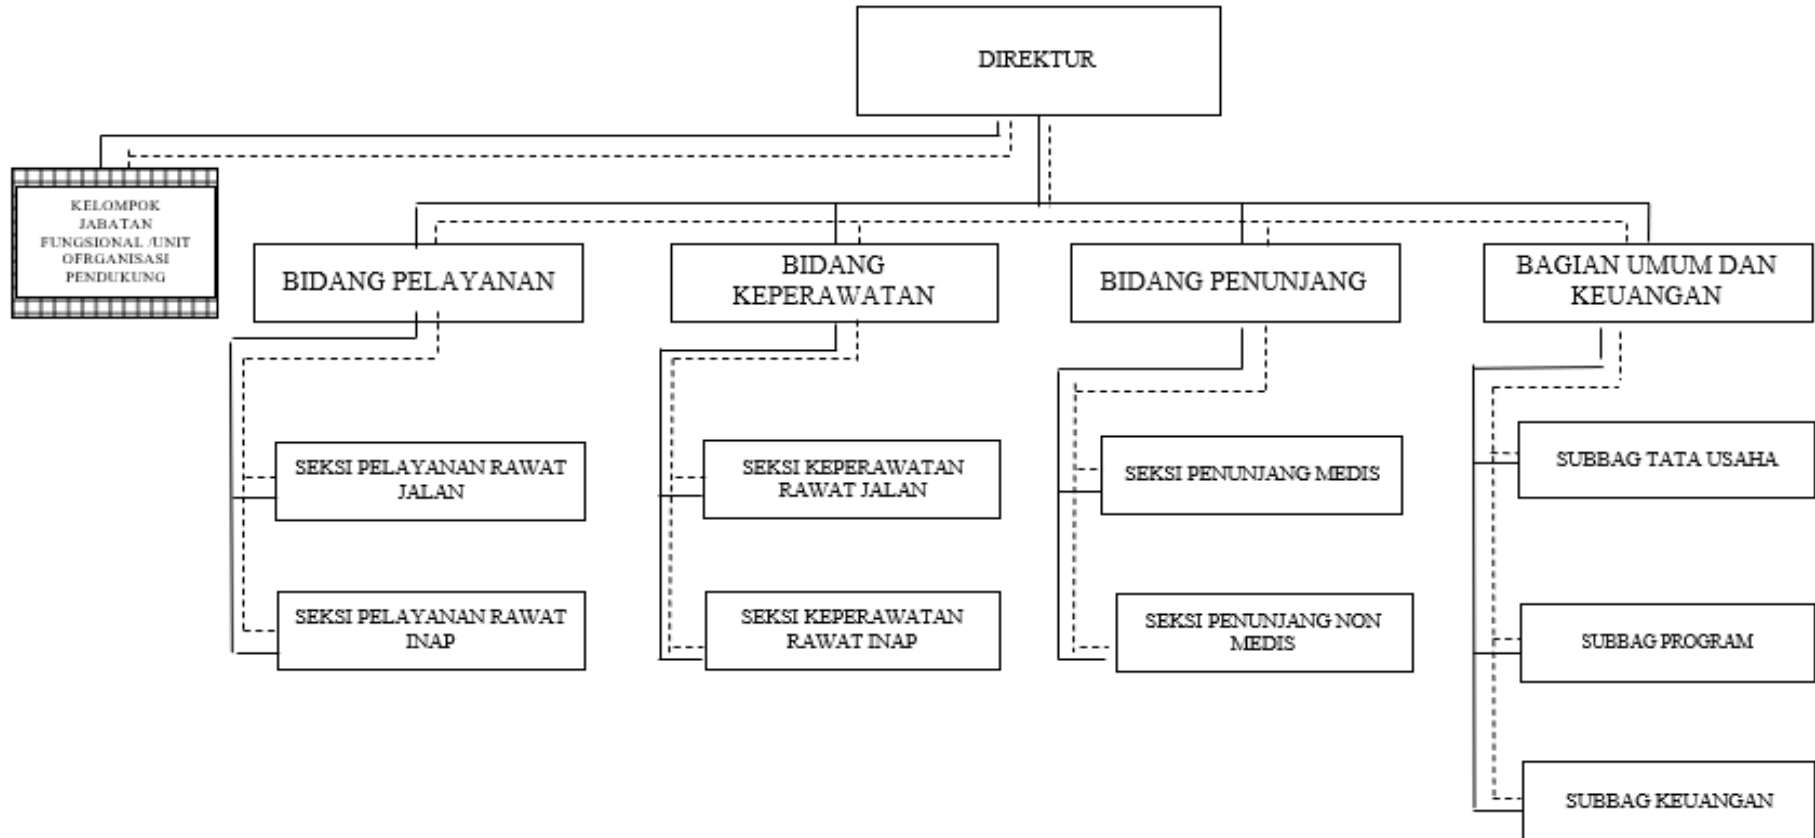 DIREKTUR
KELOMPOK
JABATAN
FUNGSIONAL /UNIT
OFRGANISASI
PENDUKUNG
BIDANG PELAYANAN
BIDANG
KEPERAWATAN
BIDANG PENUNJANG
BAGIAN UMUM DAN
KEUANGAN
SEKSI PELAYANAN RAWAT
JALAN
SEKSI KEPERAWATAN
RAWAT JALAN
SEKSI PENUNJANG MEDIS
SUBBAG TATA USAHA
SEKSI PELAYANAN RAWAT
INAP
SEKSI KEPERAWATAN
RAWAT INAP
SEKSI PENUNJANG NON
MEDIS
SUBBAG PROGRAM
SUBBAG KEUANGAN